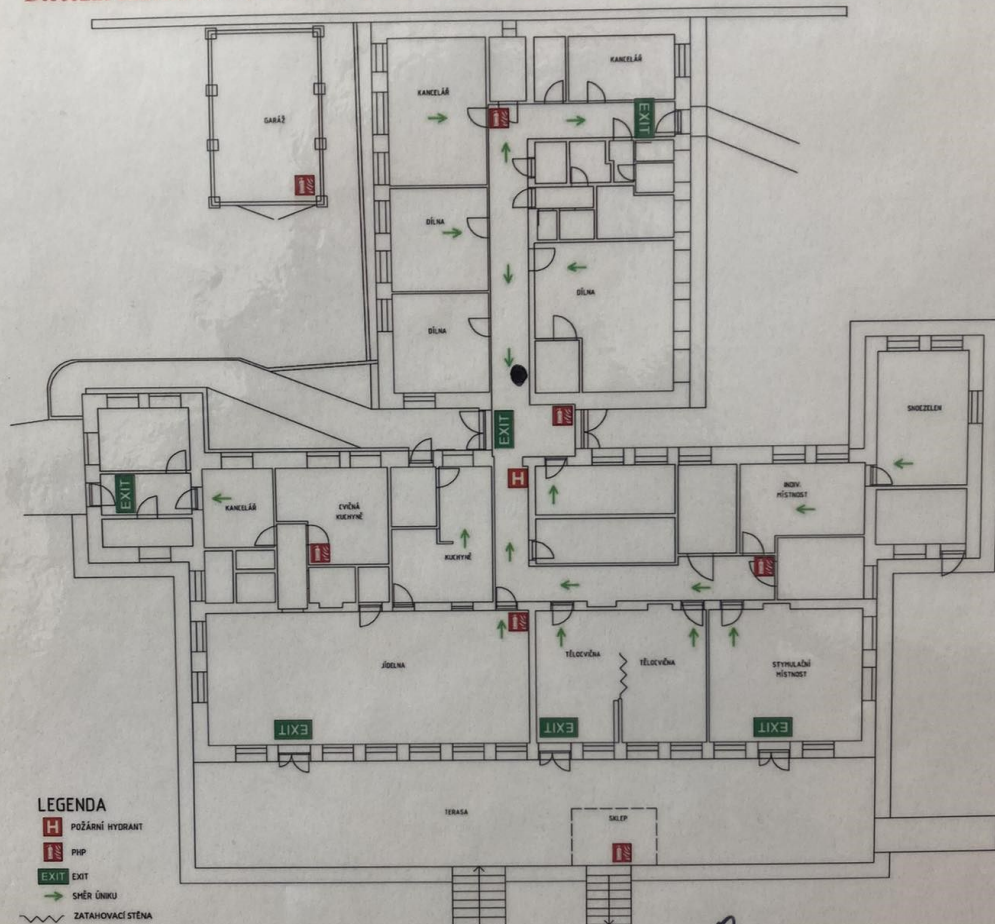 KANCELÁŘ
KANCELÁŘ
GARÁŽ
EXIT
DÍLNA
DÍLNA
DÍLNA
SNOEZELEN
EXIT
H
EXIT
KANCELÁŘ
CVIČNÁ
KUCHYNĚ
KUCHYNĚ
INDIV.
MÍSTNOST
JÍDELNA
TĚLOCVIČNA
TĚLOCVIČNA
STYMULAČNÍ
MÍSTNOST
EXIT
EXIT
EXIT
TERASA
SKLEP
LEGENDA
H POŽÁRNÍ HYDRANT
PHP
EXIT EXIT
SMĚR ÚNIKU
ZATAHOVACÍ STĚNA